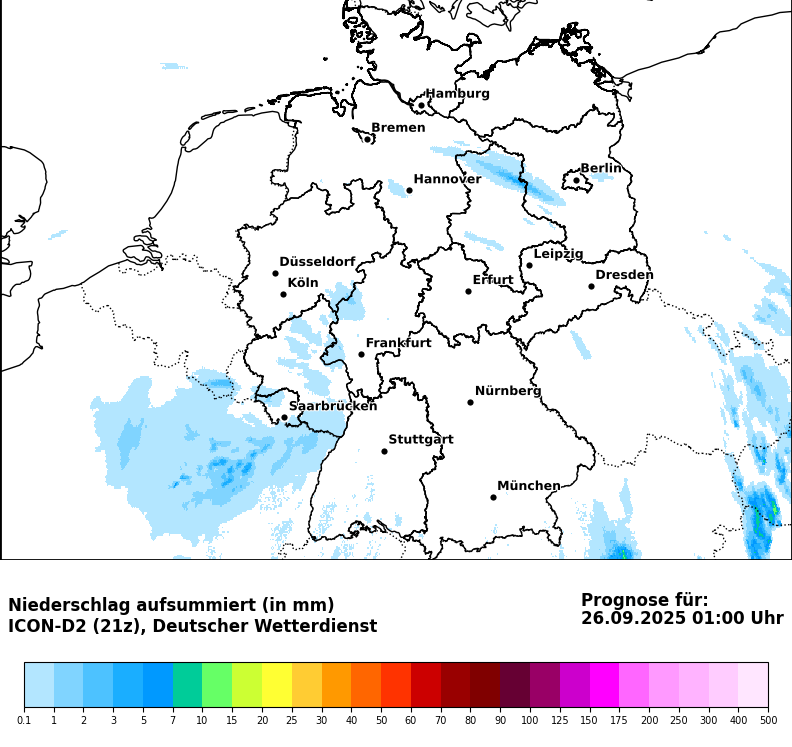 Hamburg
Bremen
Berlin
Hannover
Leipzig
Düsseldorf
Dresden
Köln
Erfurt
Frankfurt
Nürnberg
Saarbrücken
Stuttgart
München
Niederschlag aufsummiert (in mm)
ICON-D2 (21z), Deutscher Wetterdienst
Prognose für:
26.09.2025 01:00 Uhr
0.1 1 2 3 5 7 10 15 20 25 30 40 50 60 70 80 90 100 125 150 175 200 250 300 400 500